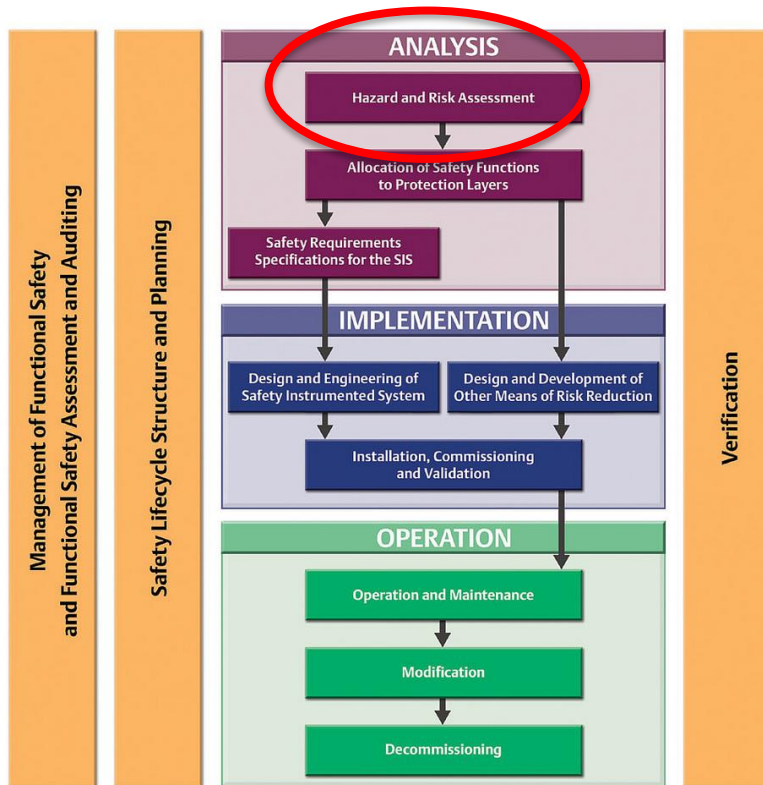 Management of Functional Safety
and Functional Safety Assessment and Auditing
Safety Lifecycle Structure and Planning
ANALYSIS
Hazard and Risk Assessment
Allocation of Safety Functions
to Protection Layers
Safety Requirements
Specifications for the SIS
IMPLEMENTATION
Design and Engineering of
Safety Instrumented System
Design and Development of
Other Means of Risk Reduction
Installation, Commissioning
and Validation
OPERATION
Operation and Maintenance
Modification
Decommissioning
Verification